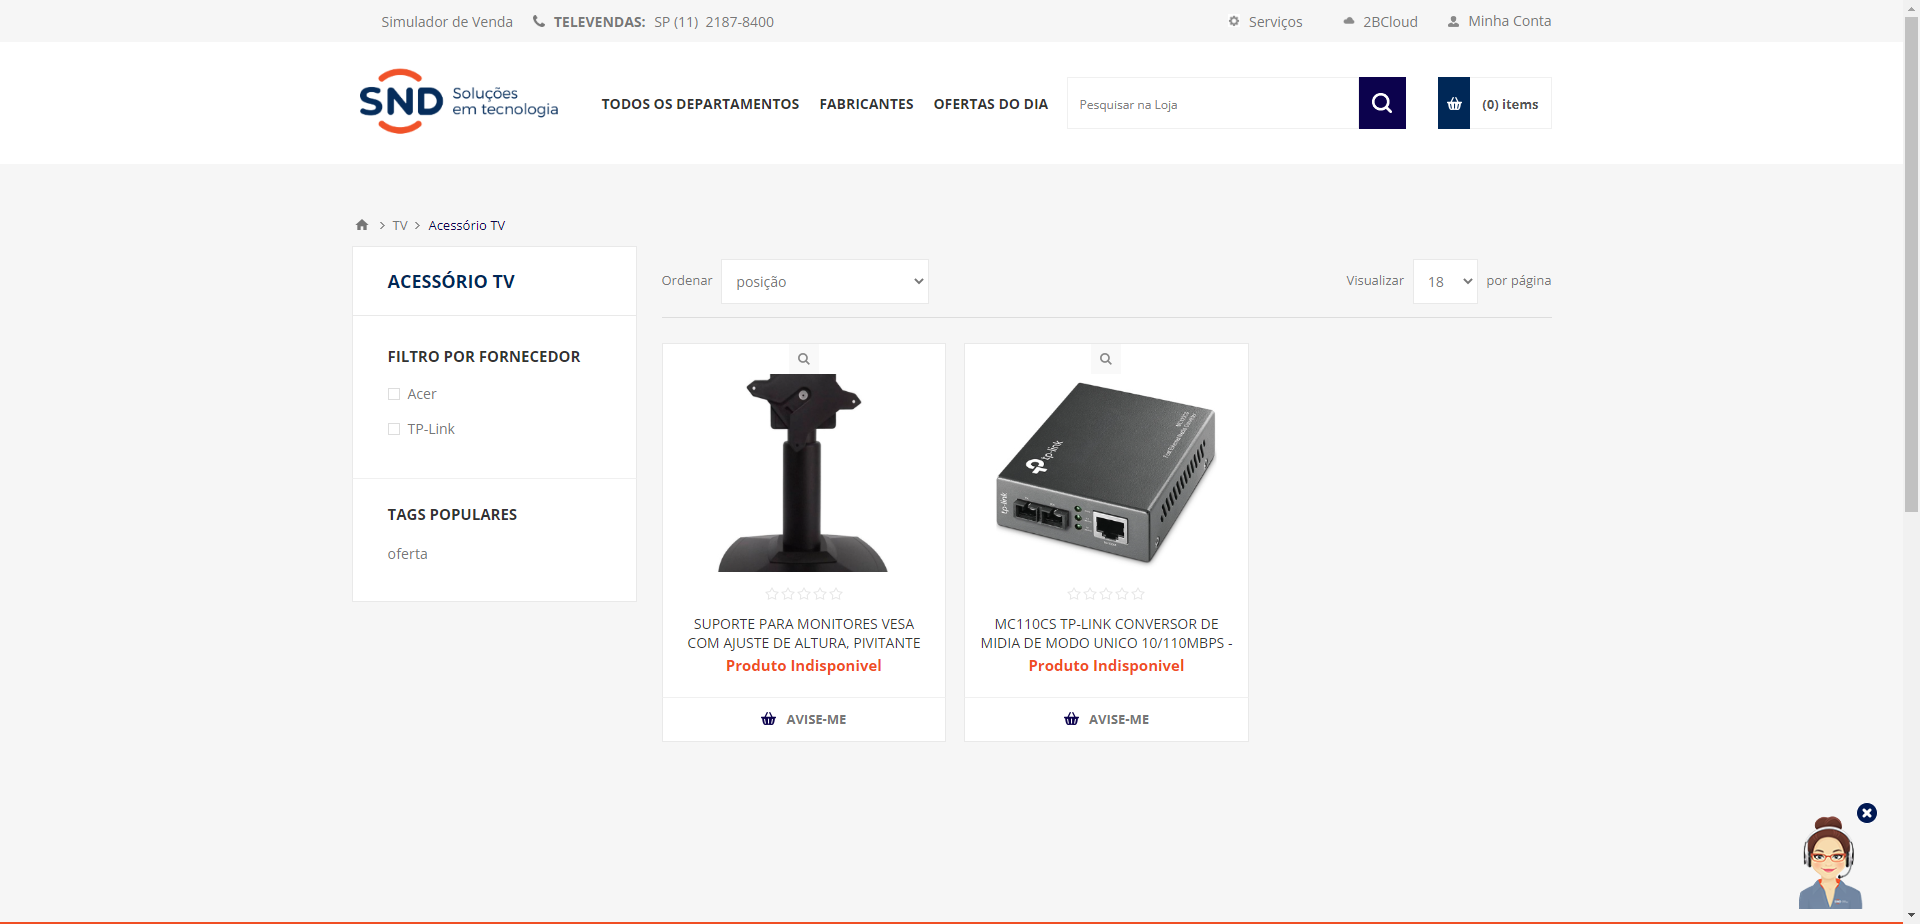 Simulador de Venda TELEVENDAS: SP (11) 2187-8400 Serviços 2BCloud Minha Conta
SND Soluções
em tecnologia
TODOS OS DEPARTAMENTOS FABRICANTES OFERTAS DO DIA Pesquisar na Loja (0) items
TV Acessório TV
ACESSÓRIO TV
FILTRO POR FORNECEDOR
Acer
TP-Link
TAGS POPULARES
oferta
Ordenar posição Visualizar 18 por página
tp-link
tp-link
SUPORTE PARA MONITORES VESA
COM AJUSTE DE ALTURA, PIVITANTE
Produto Indisponivel
AVISE-ME
MC110CS TP-LINK CONVERSOR DE
MIDIA DE MODO UNICO 10/110MBPS -
Produto Indisponivel
AVISE-ME